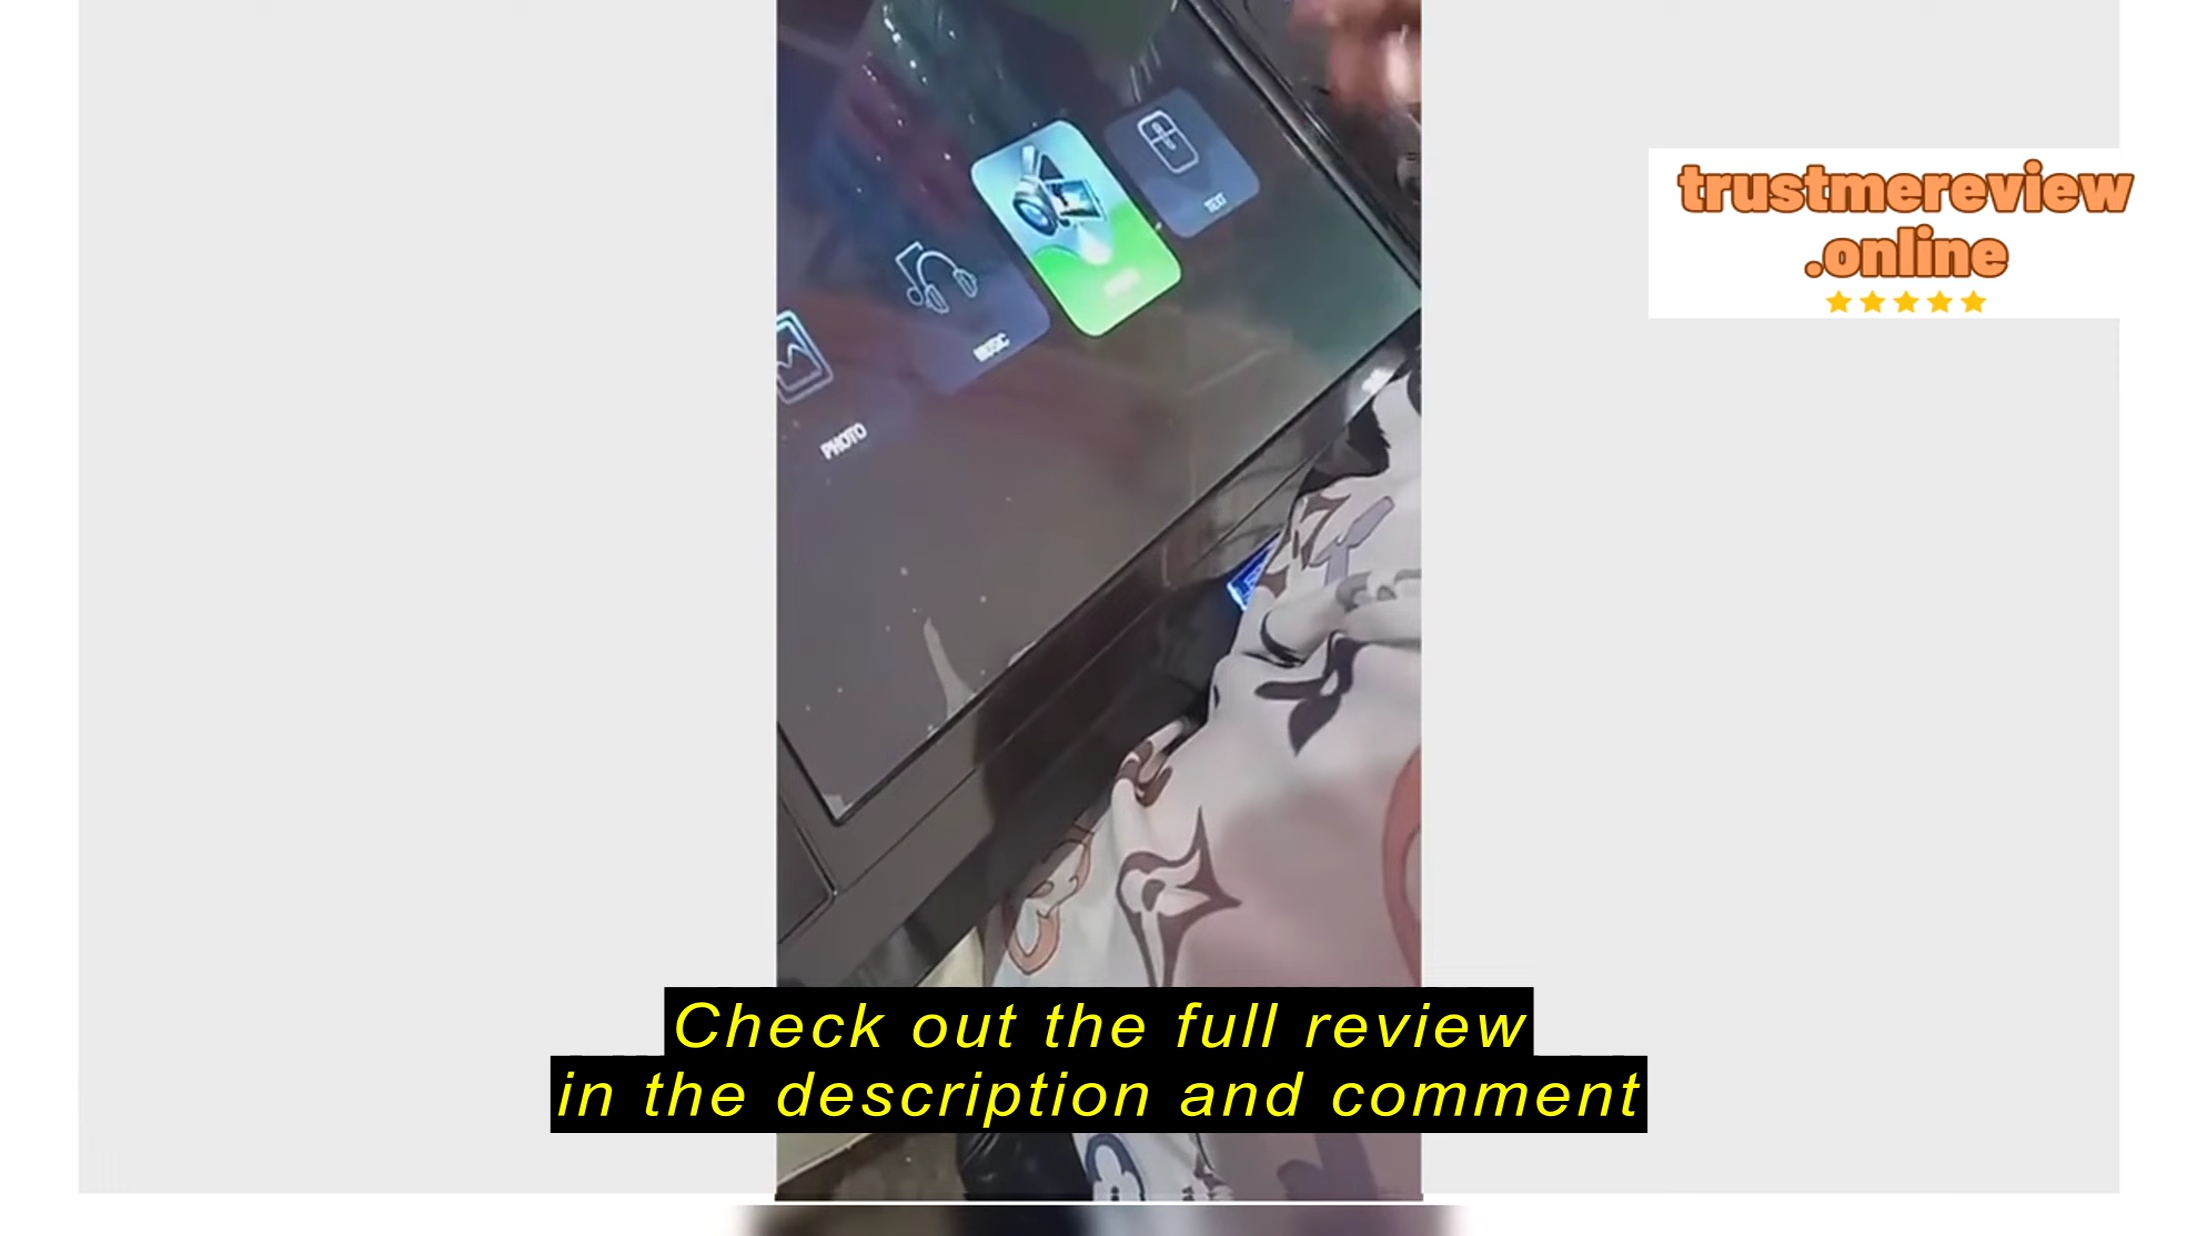 TEXT
MUSIC
PHOTO
trustmereview
.online
Check out the full review
in the description and comment